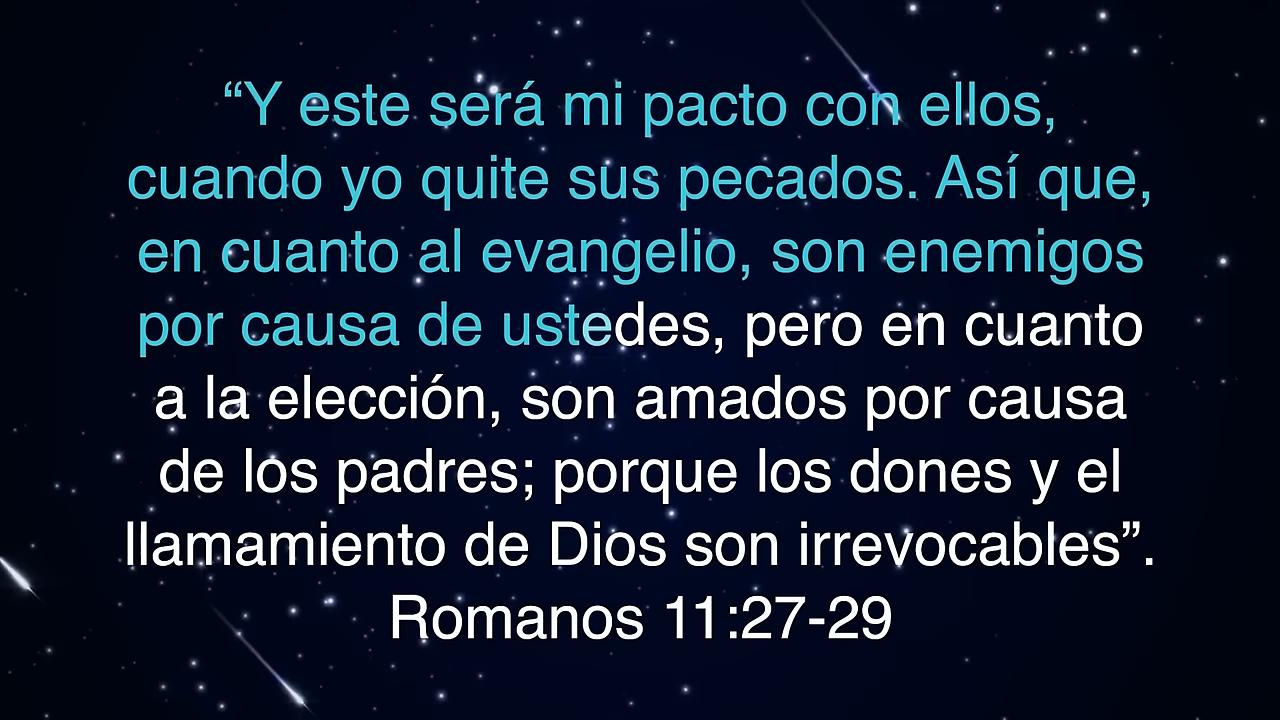 “Y este será mi pacto con ellos,
cuando yo quite sus pecados. Así que,
en cuanto al evangelio, son enemigos
por causa de ustedes, pero en cuanto
a la elección, son amados por causa
de los padres; porque los dones y el
llamamiento de Dios son irrevocables”.
Romanos 11:27-29